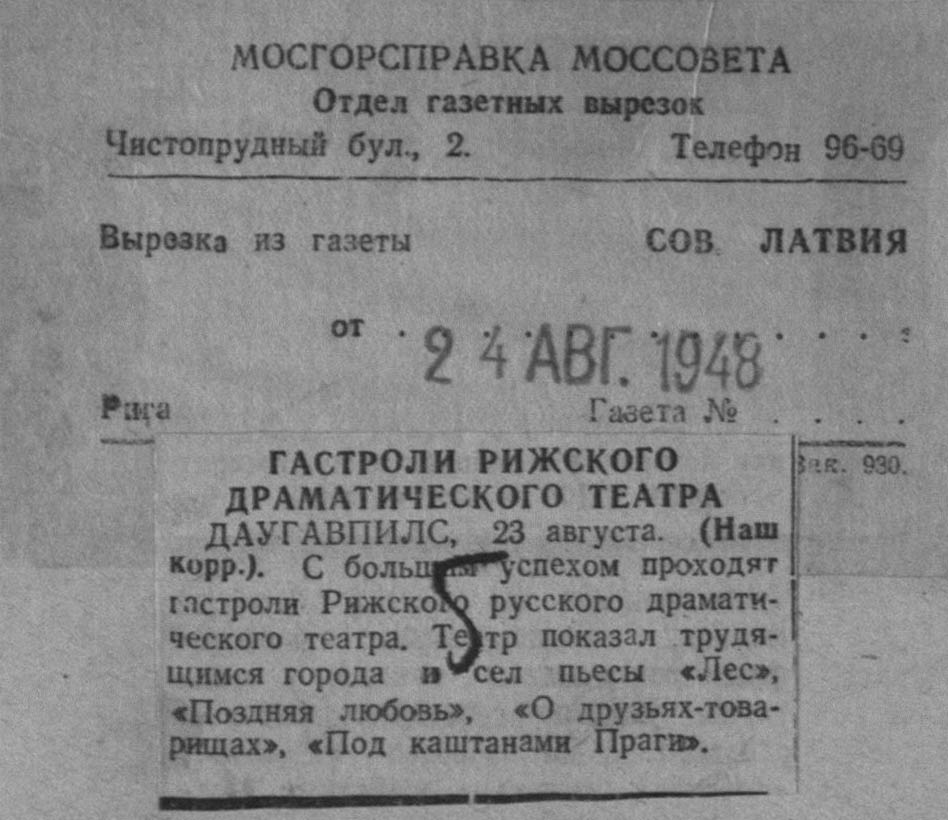 МОСГОРСПРАВКА МОССОВЕТА
Отдел газетных вырезок
Чистопрудный бул., 2. Телефон 96-69
Вырезка из газеты СОВ. ЛАТВИЯ
от . 24 АВГ. 1948 . . . .
Рига Газета № . . . .
Зак. 930.
ГАСТРОЛИ РИЖСКОГО
ДРАМАТИЧЕСКОГО ТЕАТРА
ДАУГАВПИЛС, 23 августа. (Наш
корр.). С большим успехом проходят
гастроли Рижского русского драмати-
ческого театра. Театр показал трудя-
щимся города и сел пьесы «Лес»,
«Поздняя любовь», «О друзьях-това-
рищах», «Под каштанами Праги».
5